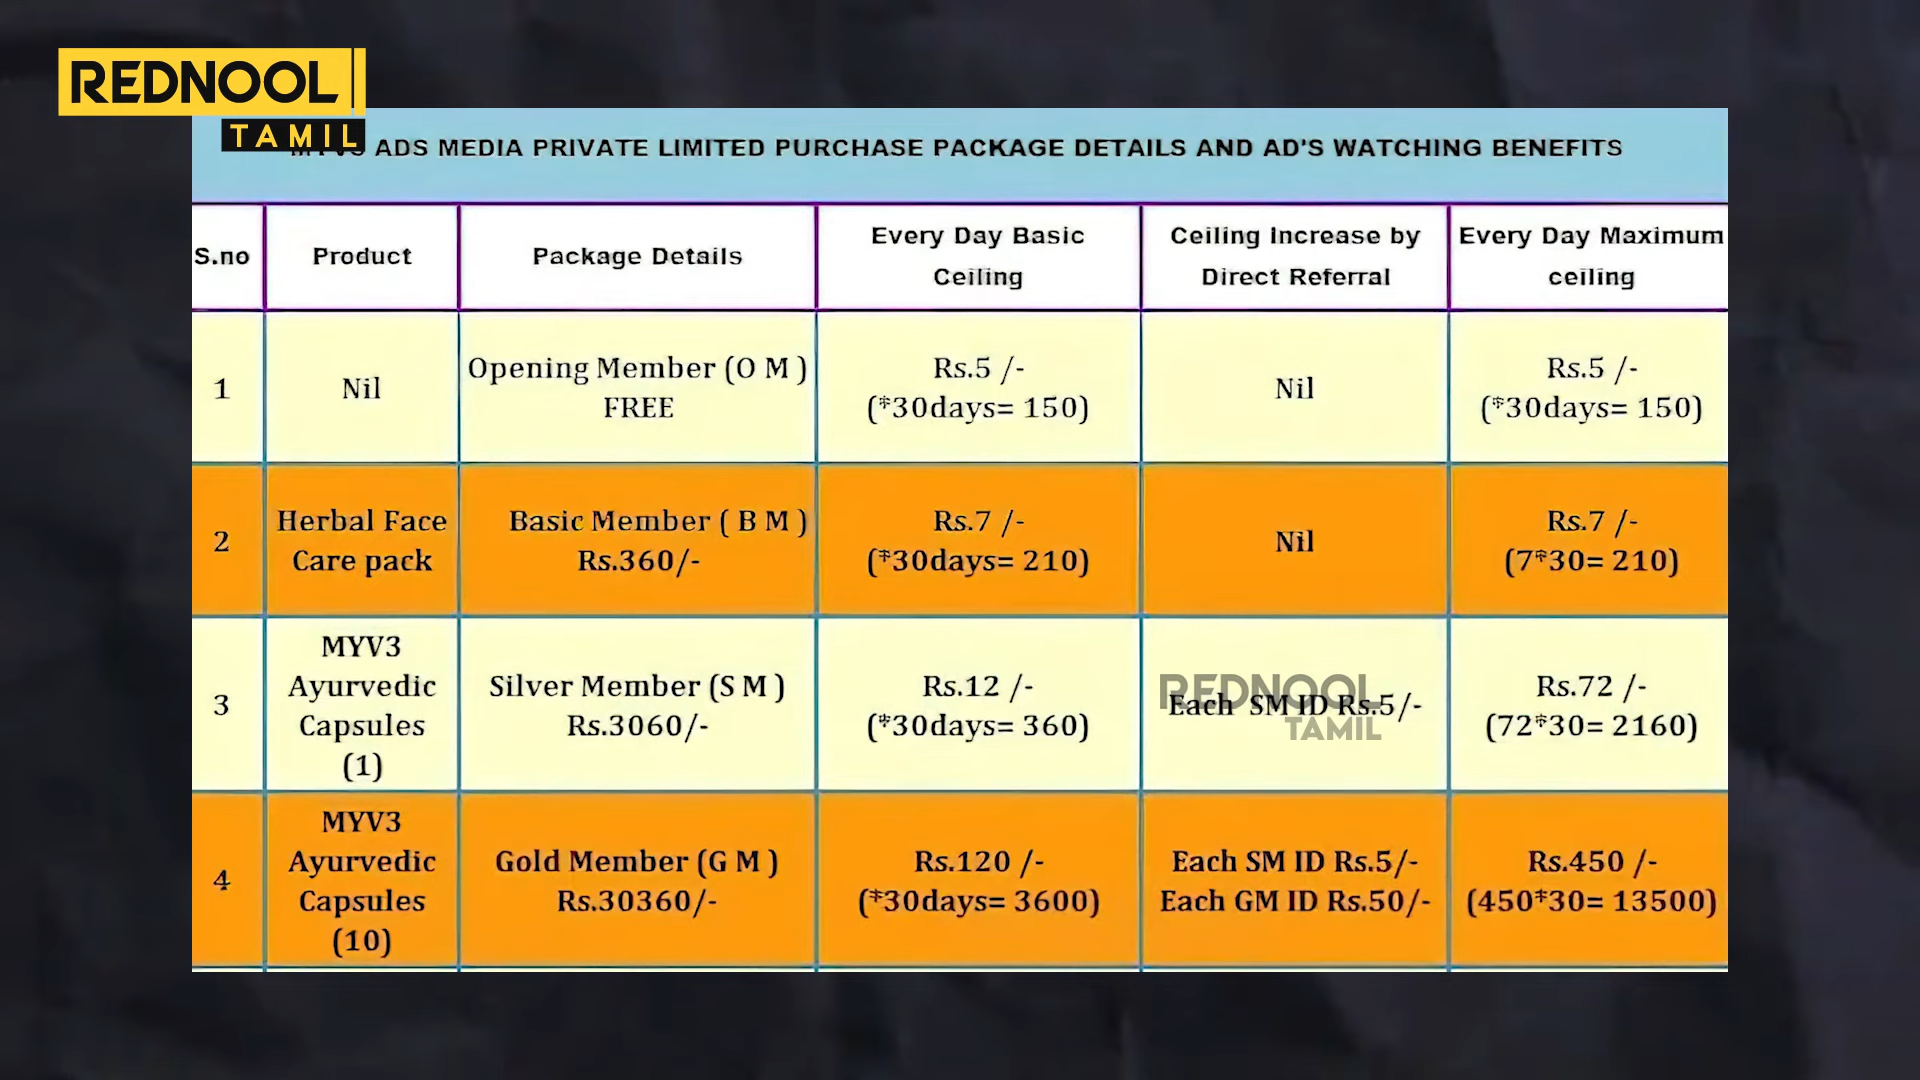 REDNOOL
TAMIL
ADS MEDIA PRIVATE LIMITED PURCHASE PACKAGE DETAILS AND AD'S WATCHING BENEFITS
S.no
Product
Package Details
Every Day Basic
Ceiling
Ceiling Increase by
Direct Referral
Every Day Maximum
ceiling
1
Nil
Opening Member (O M )
FREE
Rs.5 /-
(*30days= 150)
Nil
Rs.5 /-
(*30days= 150)
2
Herbal Face
Care pack
Basic Member ( B M )
Rs.360/-
Rs.7 /-
(*30days= 210)
Nil
Rs.7 /-
(7*30= 210)
3
MYV3
Ayurvedic
Capsules
(1)
Silver Member (S M )
Rs.3060/-
Rs.12 /-
(*30days= 360)
Each SM ID Rs.5/-
REDNOOL
TAMIL
Rs.72 /-
(72*30= 2160)
4
MYV3
Ayurvedic
Capsules
(10)
Gold Member (G M )
Rs.30360/-
Rs.120 /-
(*30days= 3600)
Each SM ID Rs.5/-
Each GM ID Rs.50/-
Rs.450 /-
(450*30= 13500)